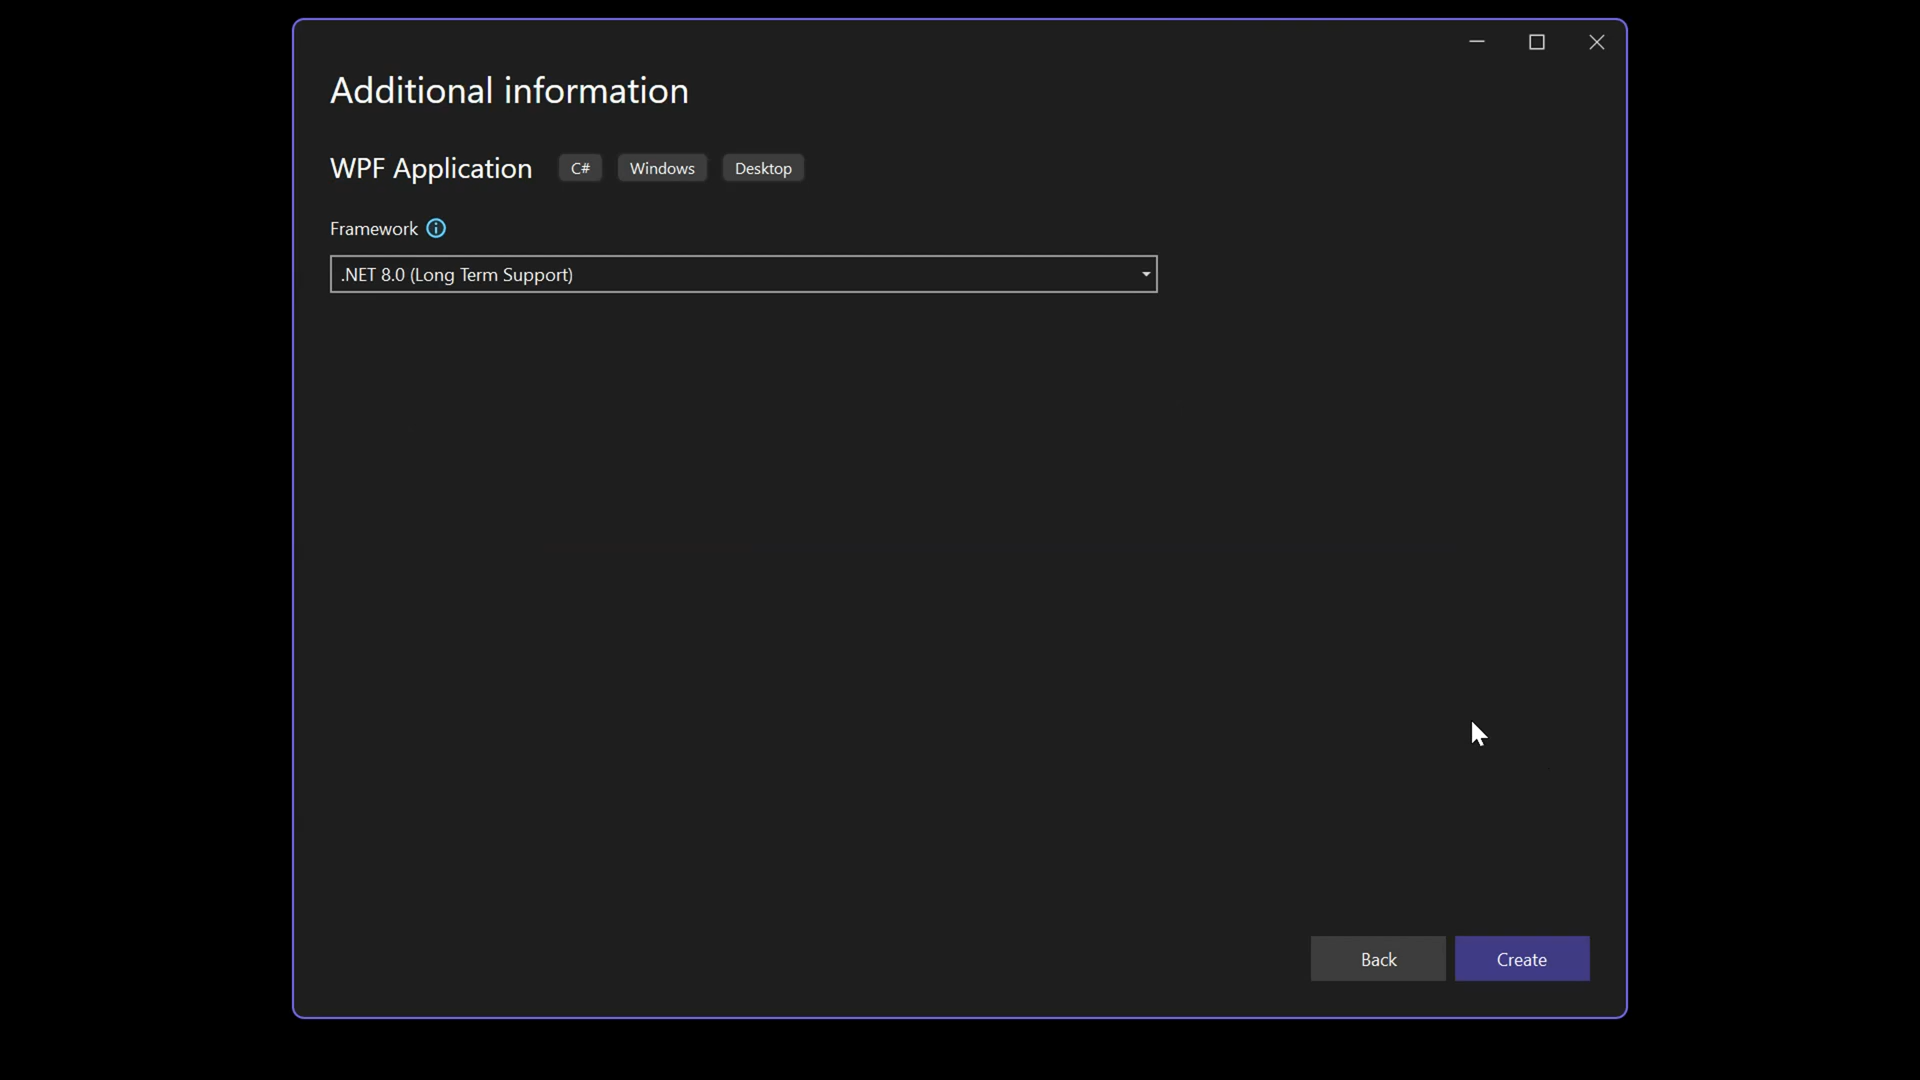 Additional information
WPF Application C# Windows Desktop
Framework
.NET 8.0 (Long Term Support)
Back Create